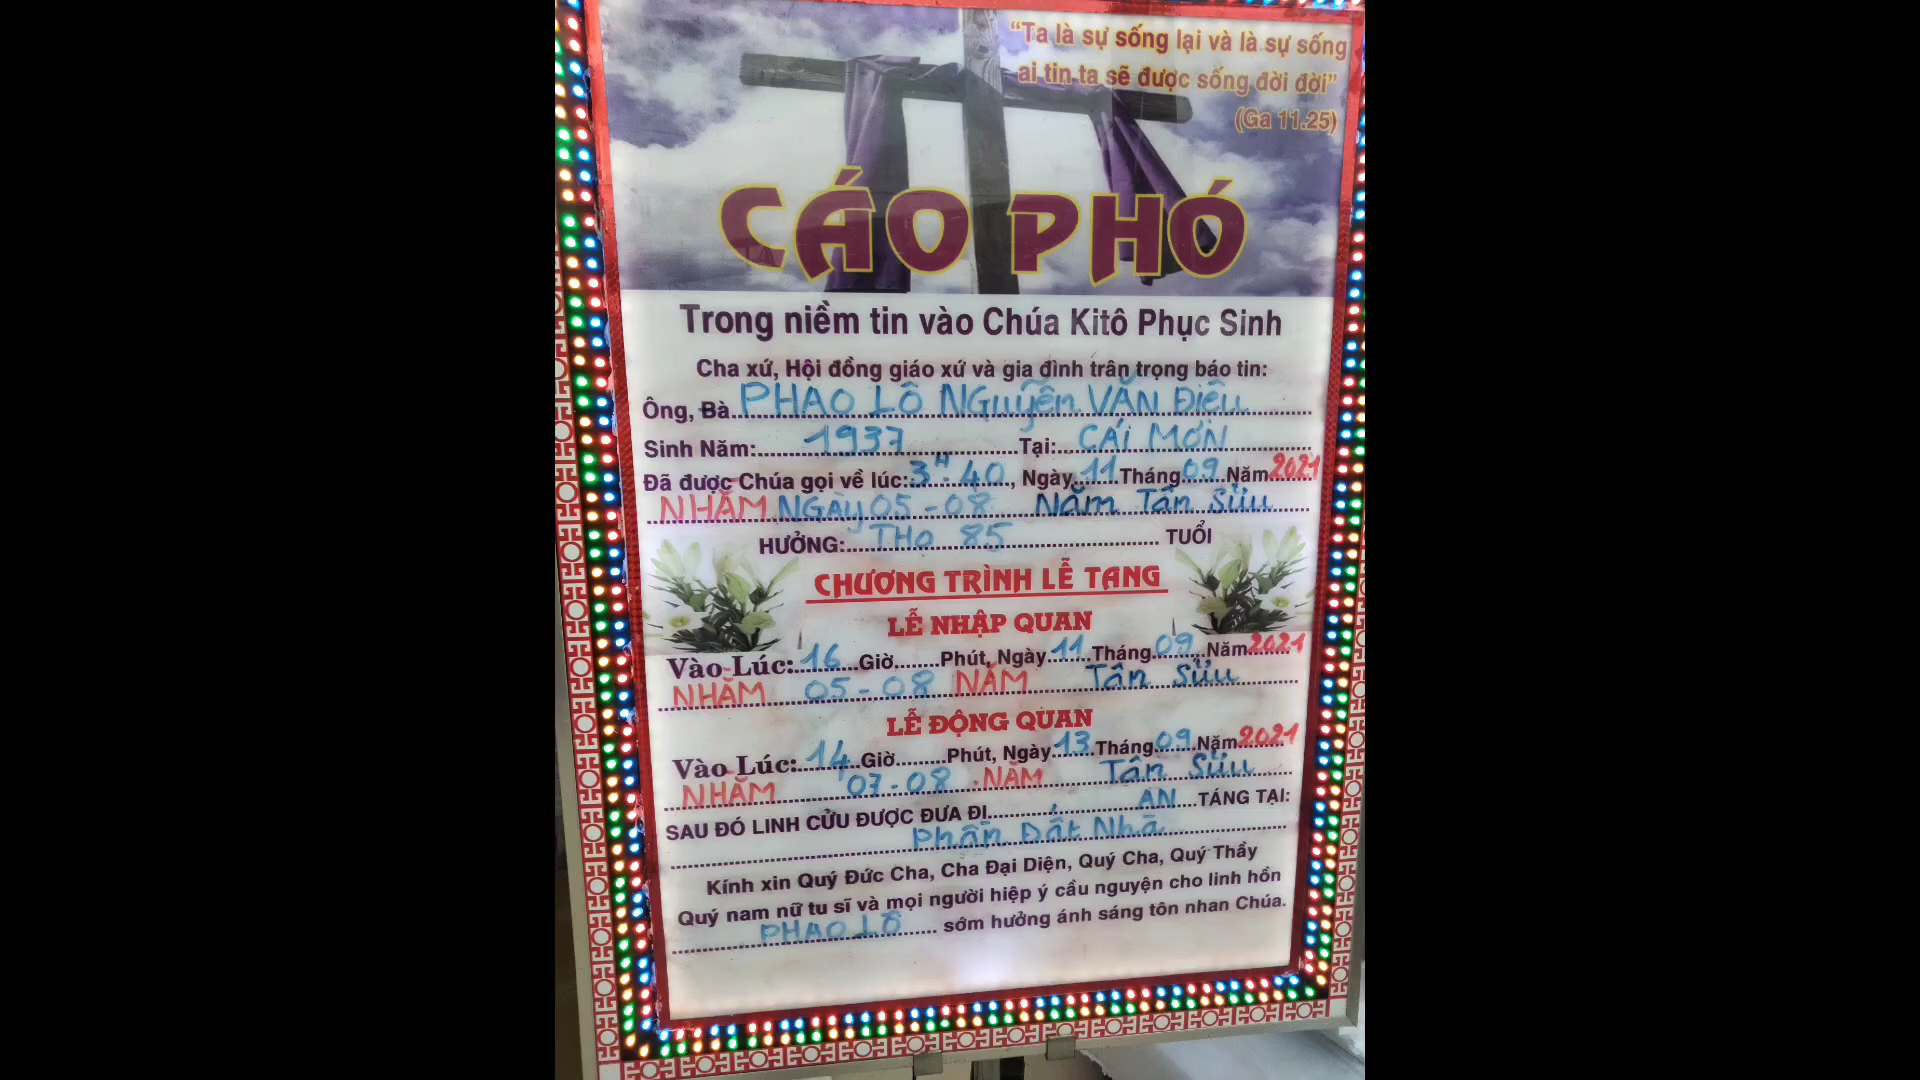 “Ta là sự sống lại và là sự sống
ai tin ta sẽ được sống đời đời”
(Ga 11.25)
CÁO PHÓ
Trong niềm tin vào Chúa Kitô Phục Sinh
Cha xứ, Hội đồng giáo xứ và gia đình trân trọng báo tin:
Ông, Bà PHAO LÔ NGuyễn VĂN Điệu
Sinh Năm: 1937 Tại: CÁI MƠN
Đã được Chúa gọi về lúc: 3H.40, Ngày 11 Tháng 09 Năm 2021
NHẰM NGÀY 05-08 Năm Tân Sửu
HƯỞNG: THỌ 85 TUỔI
CHƯƠNG TRÌNH LỄ TANG
LỄ NHẬP QUAN
Vào Lúc: 16 Giờ Phút, Ngày 11 Tháng 09 Năm 2021
NHẰM 05-08 NĂM Tân Sửu
LỄ ĐỘNG QUAN
Vào Lúc: 14 Giờ Phút, Ngày 13 Tháng 09 Năm 2021
NHẰM 07-08 NĂM Tân Sửu
SAU ĐÓ LINH CỬU ĐƯỢC ĐƯA ĐI AN TÁNG TẠI:
Phần Đất Nhà
Kính xin Quý Đức Cha, Cha Đại Diện, Quý Cha, Quý Thầy
Quý nam nữ tu sĩ và mọi người hiệp ý cầu nguyện cho linh hồn
PHAO LÔ sớm hưởng ánh sáng tôn nhan Chúa.